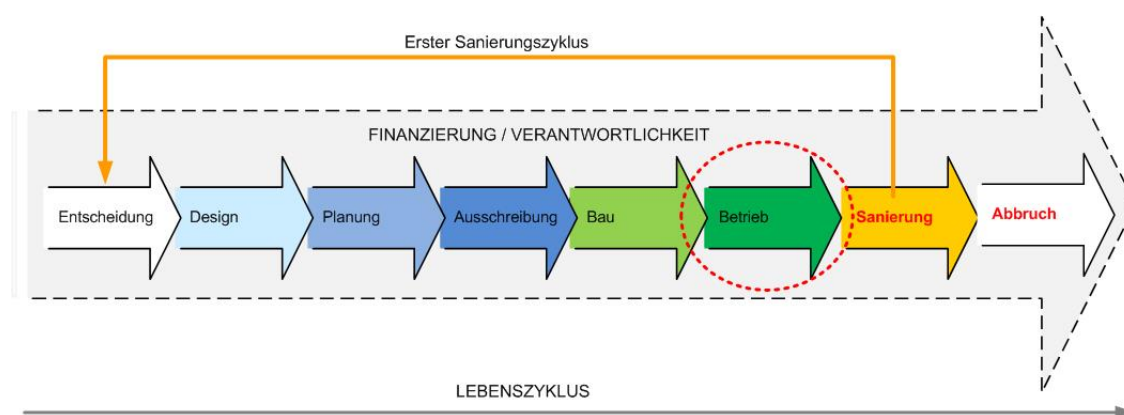 Erster Sanierungszyklus
FINANZIERUNG / VERANTWORTLICHKEIT
Entscheidung
Design
Planung
Ausschreibung
Bau
Betrieb
Sanierung
Abbruch
LEBENSZYKLUS